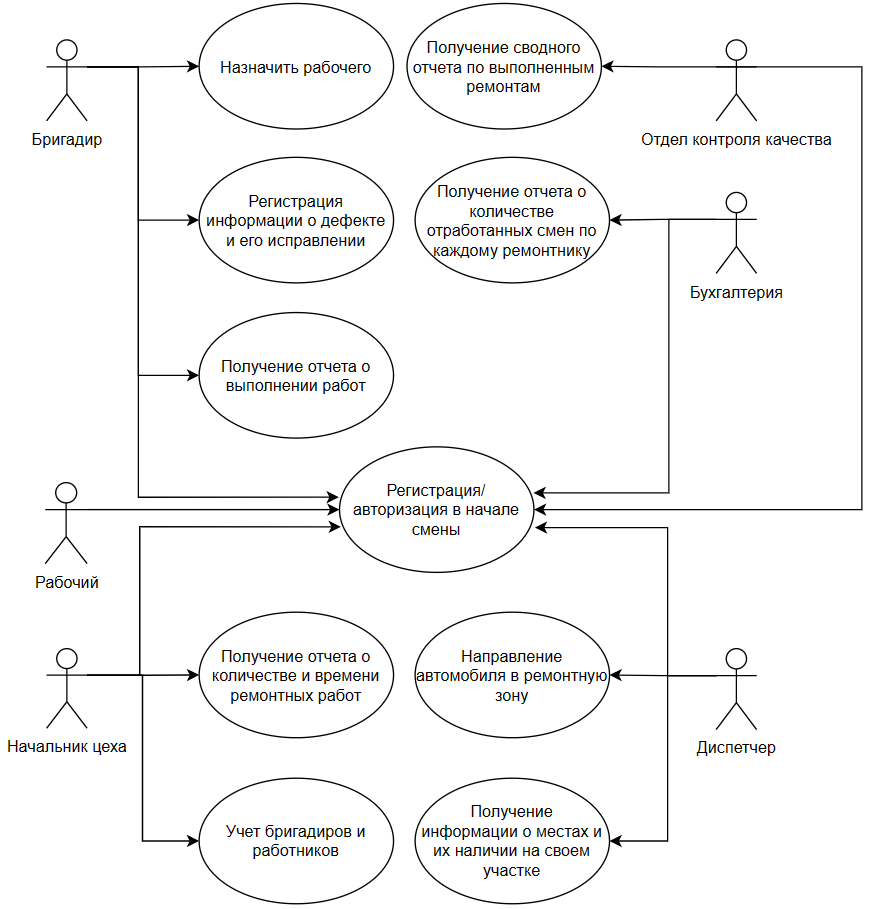 Назначить рабочего
Получение сводного
отчета по выполненным
ремонтам
Бригадир
Отдел контроля качества
Регистрация
информации о дефекте
и его исправлении
Получение отчета о
количестве
отработанных смен по
каждому ремонтнику
Бухгалтерия
Получение отчета о
выполнении работ
Регистрация/
авторизация в начале
смены
Рабочий
Получение отчета о
количестве и времени
ремонтных работ
Направление
автомобиля в ремонтную
зону
Начальник цеха
Диспетчер
Учет бригадиров и
работников
Получение
информации о местах и
их наличии на своем
участке